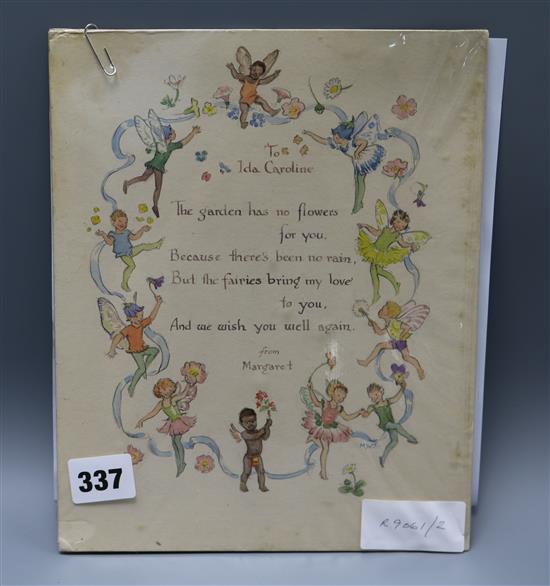 To
Ida Caroline
The garden has no flowers
for you,
Because there's been no rain,
But the fairies bring my love
to you,
And we wish you well again.
from
Margaret
337
R9061/2